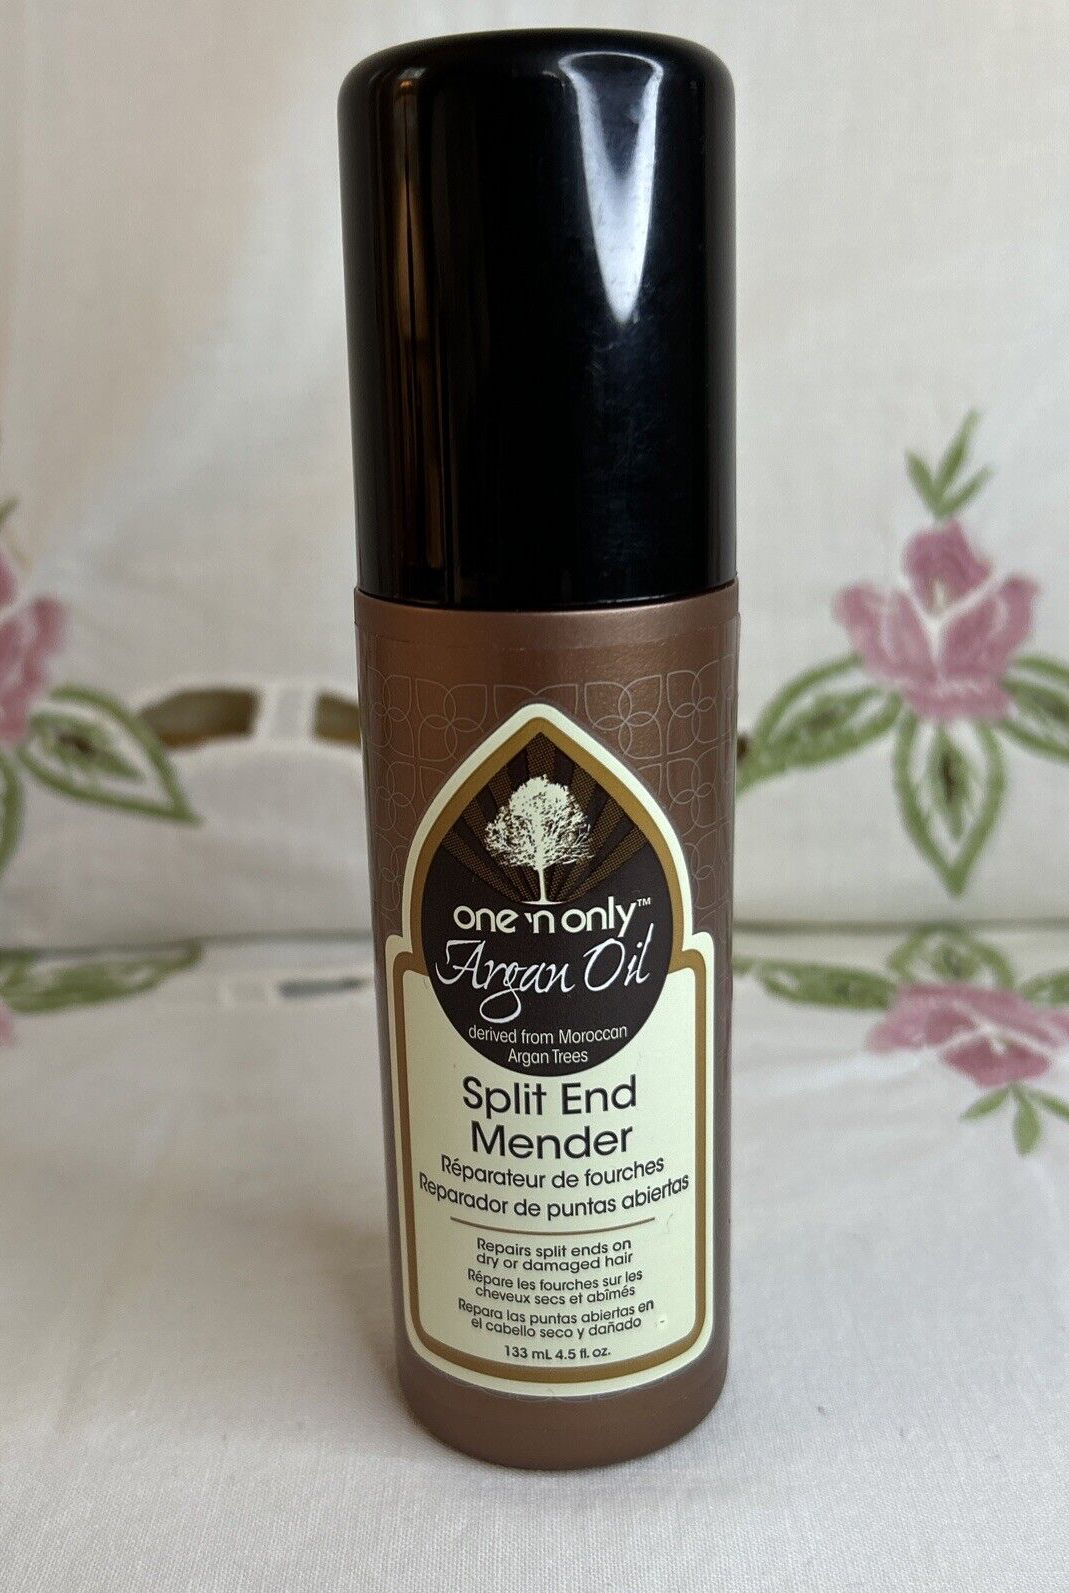 one 'n only™
Argan Oil
derived from Moroccan
Argan Trees
Split End
Mender
Réparateur de fourches
Reparador de puntas abiertas
Repairs split ends on
dry or damaged hair
Répare les fourches sur les
cheveux secs et abîmés
Repara las puntas abiertas en
el cabello seco y dañado
133 mL 4.5 fl. oz.